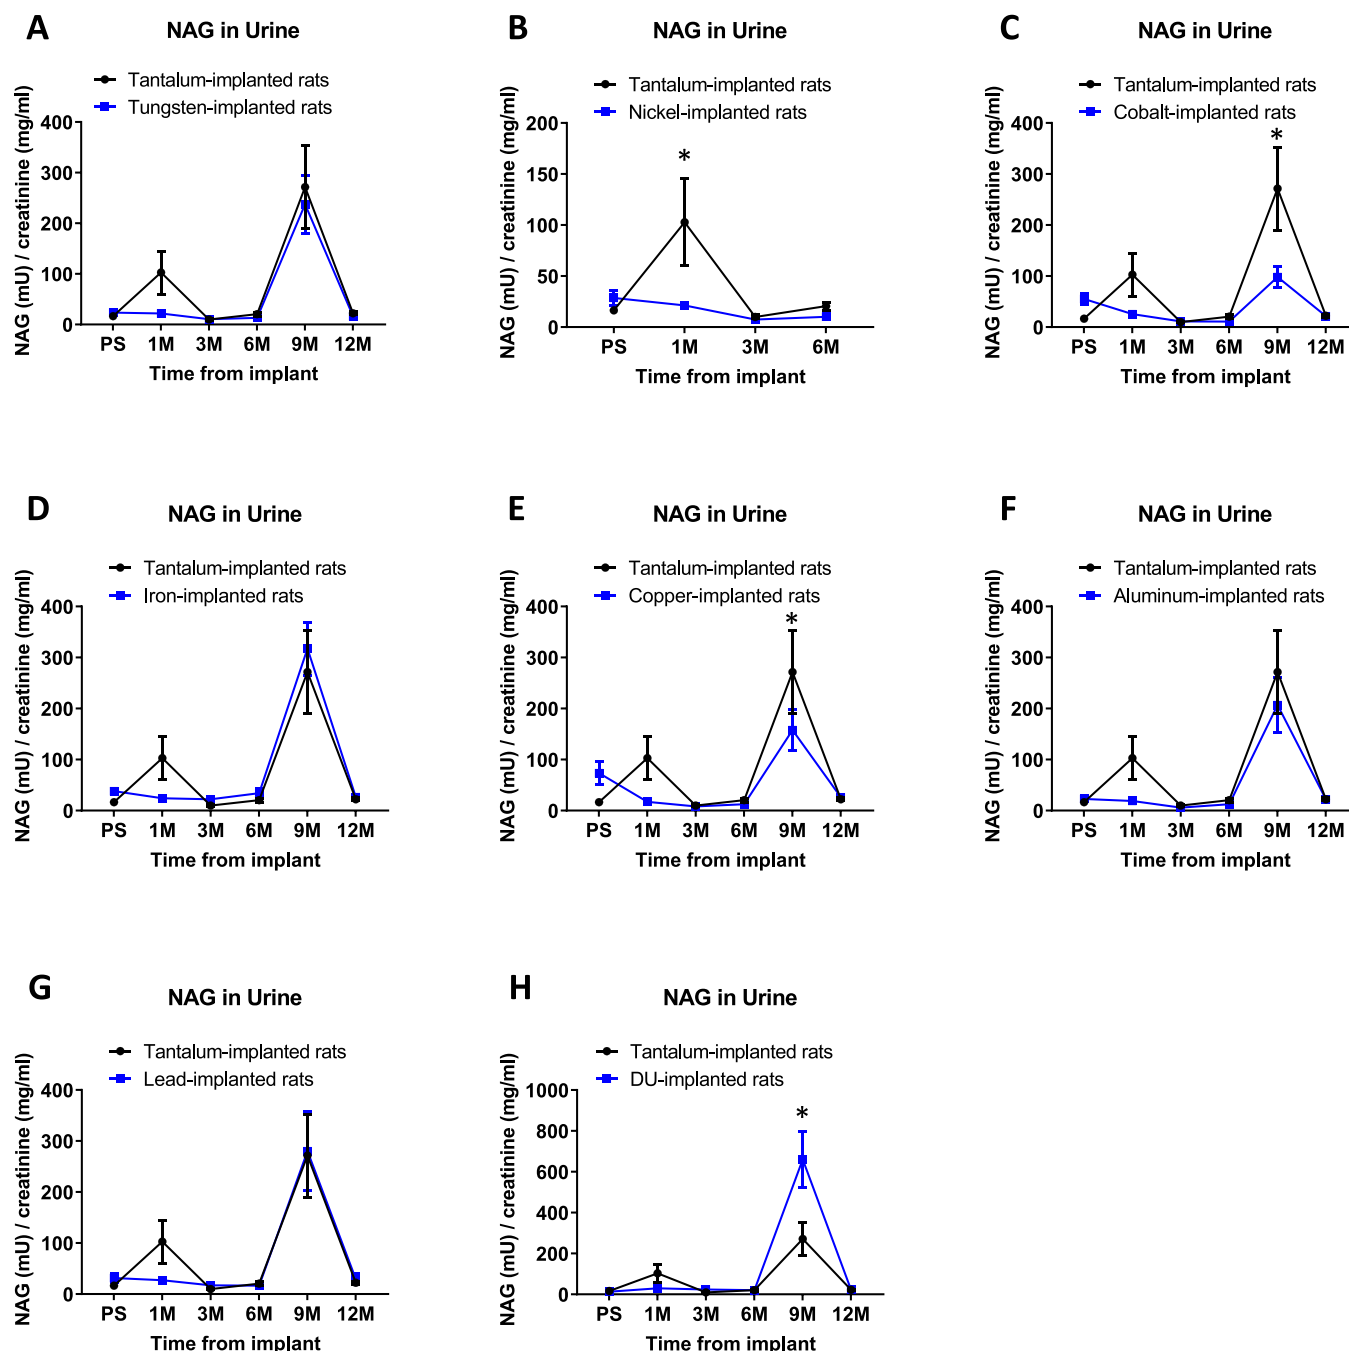 A
NAG in Urine
Tantalum-implanted rats
Tungsten-implanted rats
NAG (mU) / creatinine (mg/ml)
400
300
200
100
0
PS 1M 3M 6M 9M 12M
Time from implant
B
NAG in Urine
Tantalum-implanted rats
Nickel-implanted rats
NAG (mU) / creatinine (mg/ml)
200
150
100
50
0
*
PS 1M 3M 6M
Time from implant
C
NAG in Urine
Tantalum-implanted rats
Cobalt-implanted rats
NAG (mU) / creatinine (mg/ml)
400
300
200
100
0
*
PS 1M 3M 6M 9M 12M
Time from implant
D
NAG in Urine
Tantalum-implanted rats
Iron-implanted rats
NAG (mU) / creatinine (mg/ml)
400
300
200
100
0
PS 1M 3M 6M 9M 12M
Time from implant
E
NAG in Urine
Tantalum-implanted rats
Copper-implanted rats
NAG (mU) / creatinine (mg/ml)
400
300
200
100
0
*
PS 1M 3M 6M 9M 12M
Time from implant
F
NAG in Urine
Tantalum-implanted rats
Aluminum-implanted rats
NAG (mU) / creatinine (mg/ml)
400
300
200
100
0
PS 1M 3M 6M 9M 12M
Time from implant
G
NAG in Urine
Tantalum-implanted rats
Lead-implanted rats
NAG (mU) / creatinine (mg/ml)
400
300
200
100
0
PS 1M 3M 6M 9M 12M
Time from implant
H
NAG in Urine
Tantalum-implanted rats
DU-implanted rats
NAG (mU) / creatinine (mg/ml)
1000
800
600
400
200
0
*
PS 1M 3M 6M 9M 12M
Time from implant